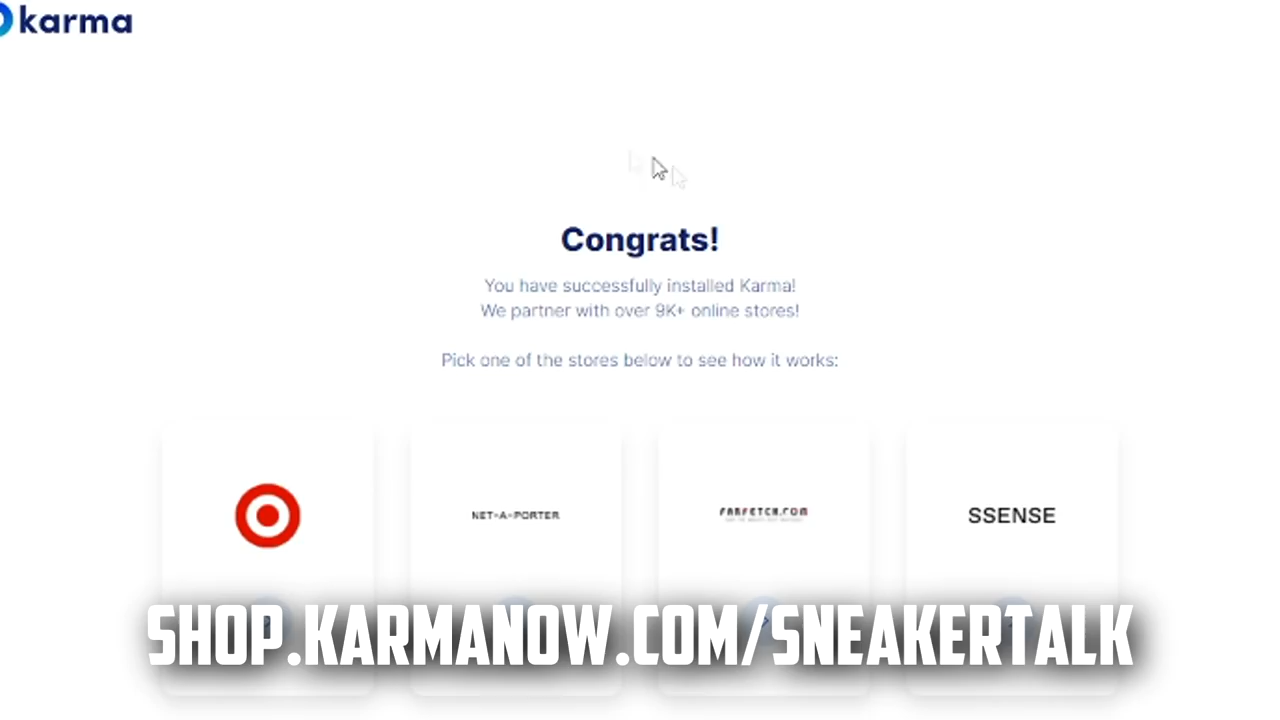 karma
Congrats!
You have successfully installed Karma!
We partner with over 9K+ online stores!
Pick one of the stores below to see how it works:
NET-A-PORTER
FARFETCH.COM
SSENSE
SHOP.KARMANOW.COM/SNEAKERTALK